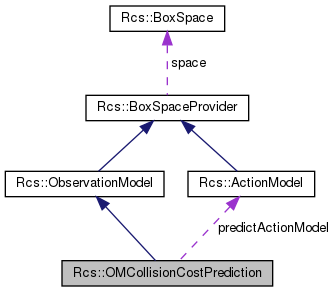 Rcs::BoxSpace
space
Rcs::BoxSpaceProvider
Rcs::ObservationModel
Rcs::ActionModel
predictActionModel
Rcs::OMCollisionCostPrediction